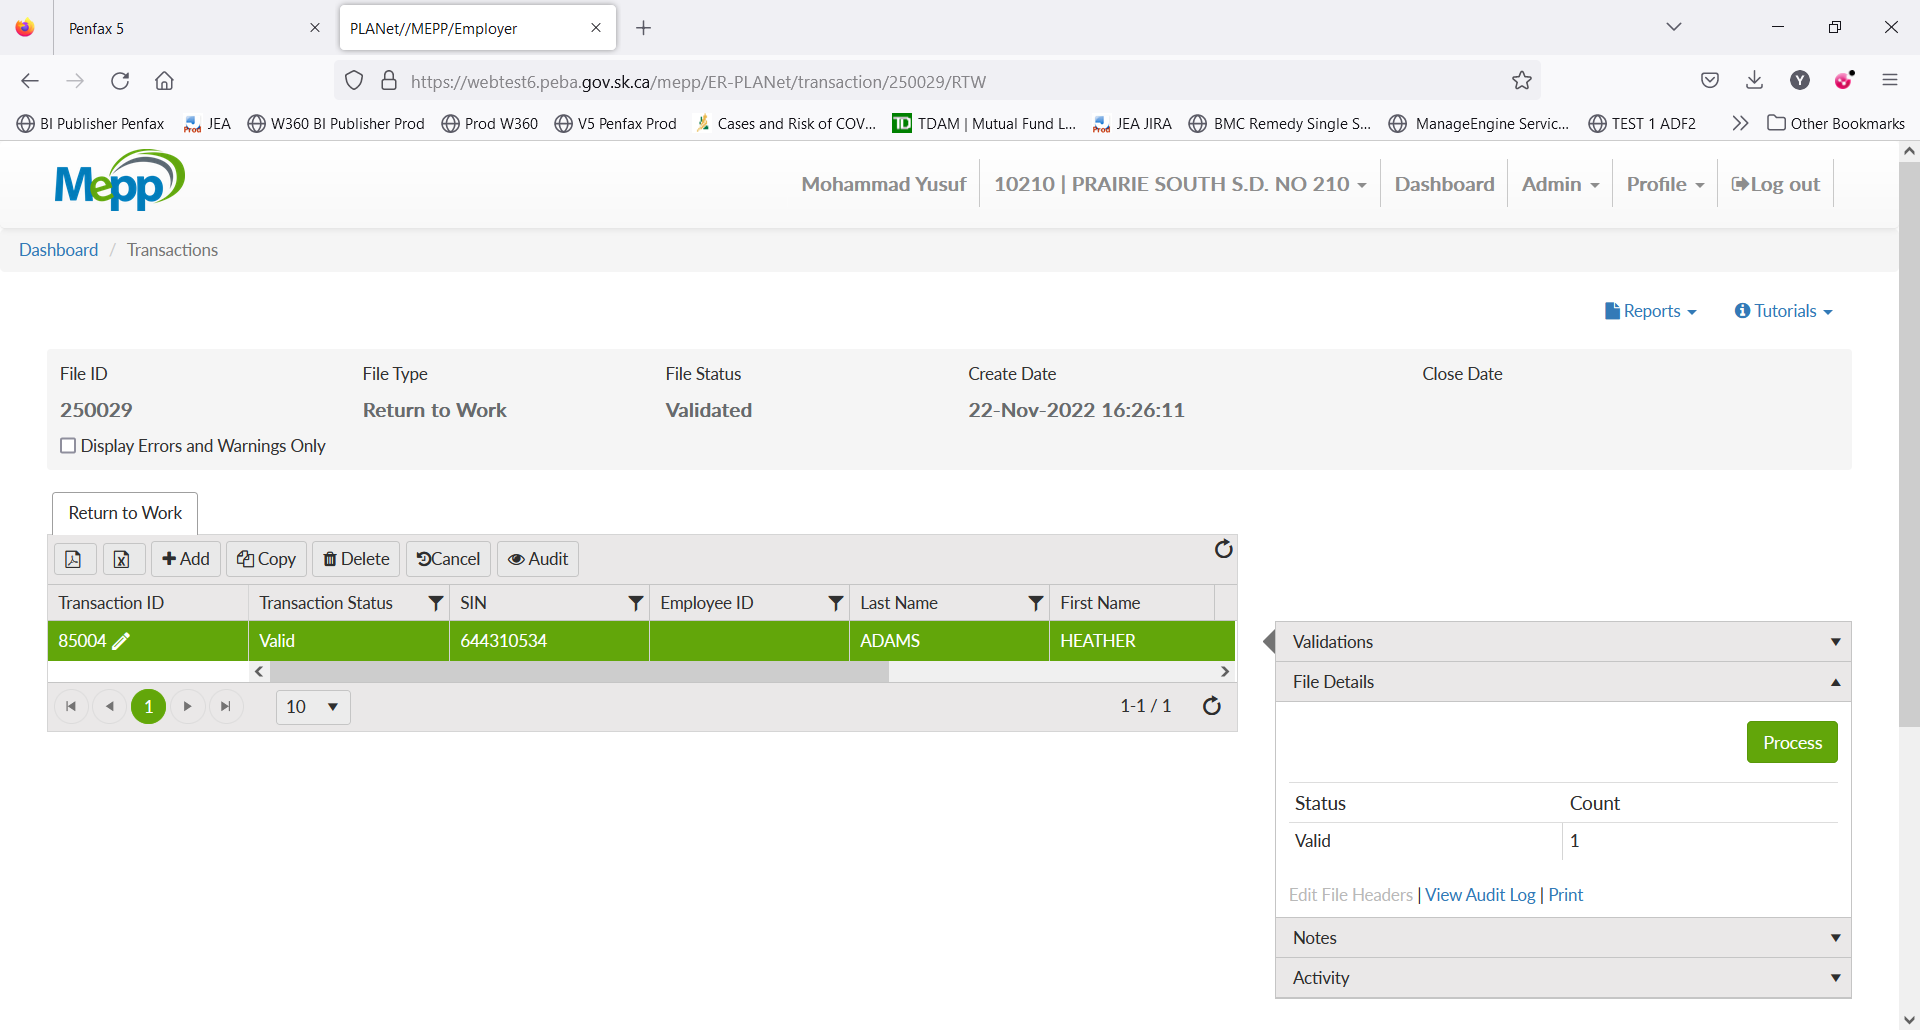 Penfax 5
PLANet//MEPP/Employer
https://webtest6.peba.gov.sk.ca/mepp/ER-PLANet/transaction/250029/RTW
Y
BI Publisher Penfax
Prod
JEA
W360 BI Publisher Prod
Prod W360
V5 Penfax Prod
Cases and Risk of COV...
TD
TDAM | Mutual Fund L...
Prod
JEA JIRA
BMC Remedy Single S...
ManageEngine Servic...
TEST 1 ADF2
Other Bookmarks
Mepp
Mohammad Yusuf
10210 | PRAIRIE SOUTH S.D. NO 210
Dashboard
Admin
Profile
Log out
Dashboard / Transactions
Reports
Tutorials
File ID
File Type
File Status
Create Date
Close Date
250029
Return to Work
Validated
22-Nov-2022 16:26:11
Display Errors and Warnings Only
Return to Work
Add
Copy
Delete
Cancel
Audit
Transaction ID
Transaction Status
SIN
Employee ID
Last Name
First Name
85004
Valid
644310534
ADAMS
HEATHER
1
10
1-1 / 1
Validations
File Details
Process
Status
Count
Valid
1
Edit File Headers | View Audit Log | Print
Notes
Activity